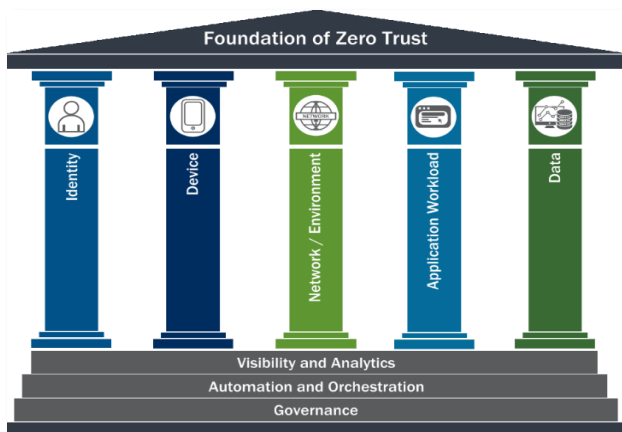 Foundation of Zero Trust
NETWORK
Identity
Device
Network / Environment
Application Workload
Data
Visibility and Analytics
Automation and Orchestration
Governance